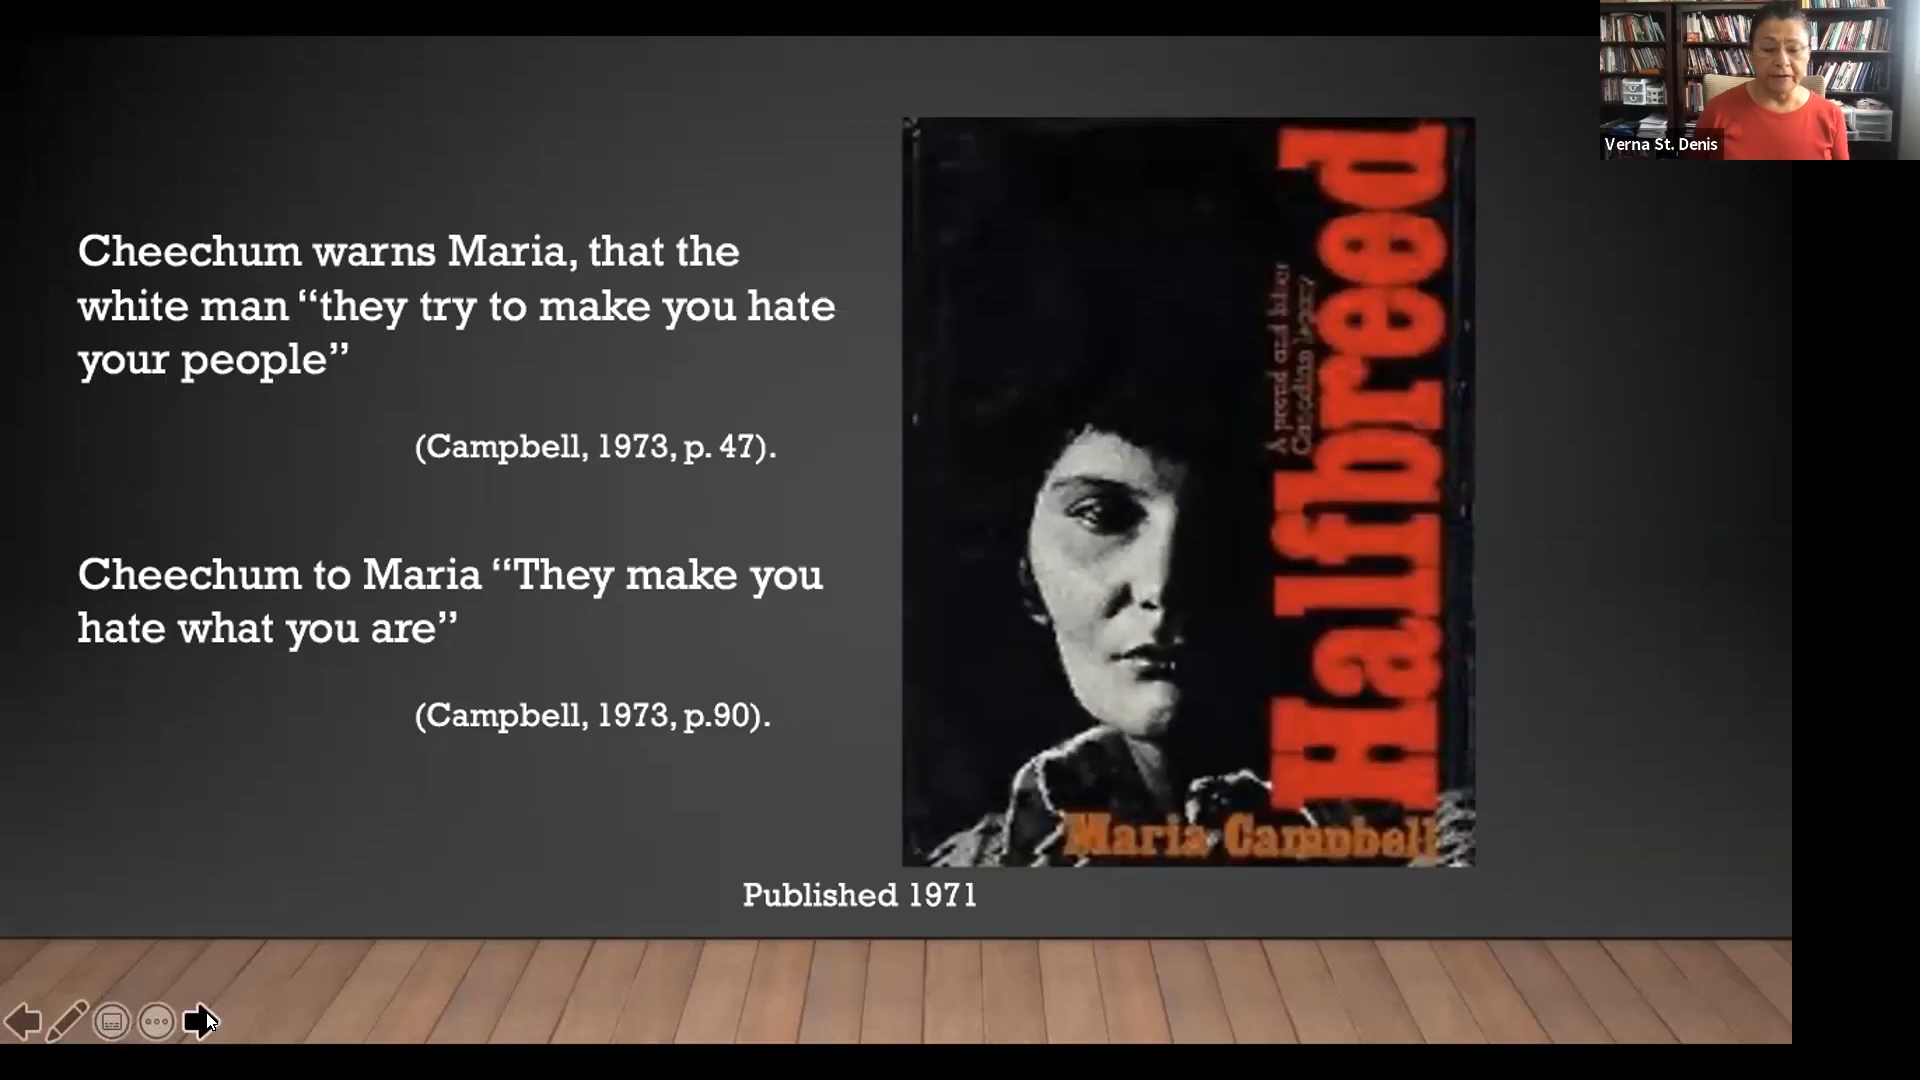 Verna St. Denis
Cheechum warns Maria, that the
white man “they try to make you hate
your people”
(Campbell, 1973, p. 47).
Cheechum to Maria “They make you
hate what you are”
(Campbell, 1973, p.90).
Halfbreed
A proud and bitter
Canadian legacy
Maria Campbell
Published 1971